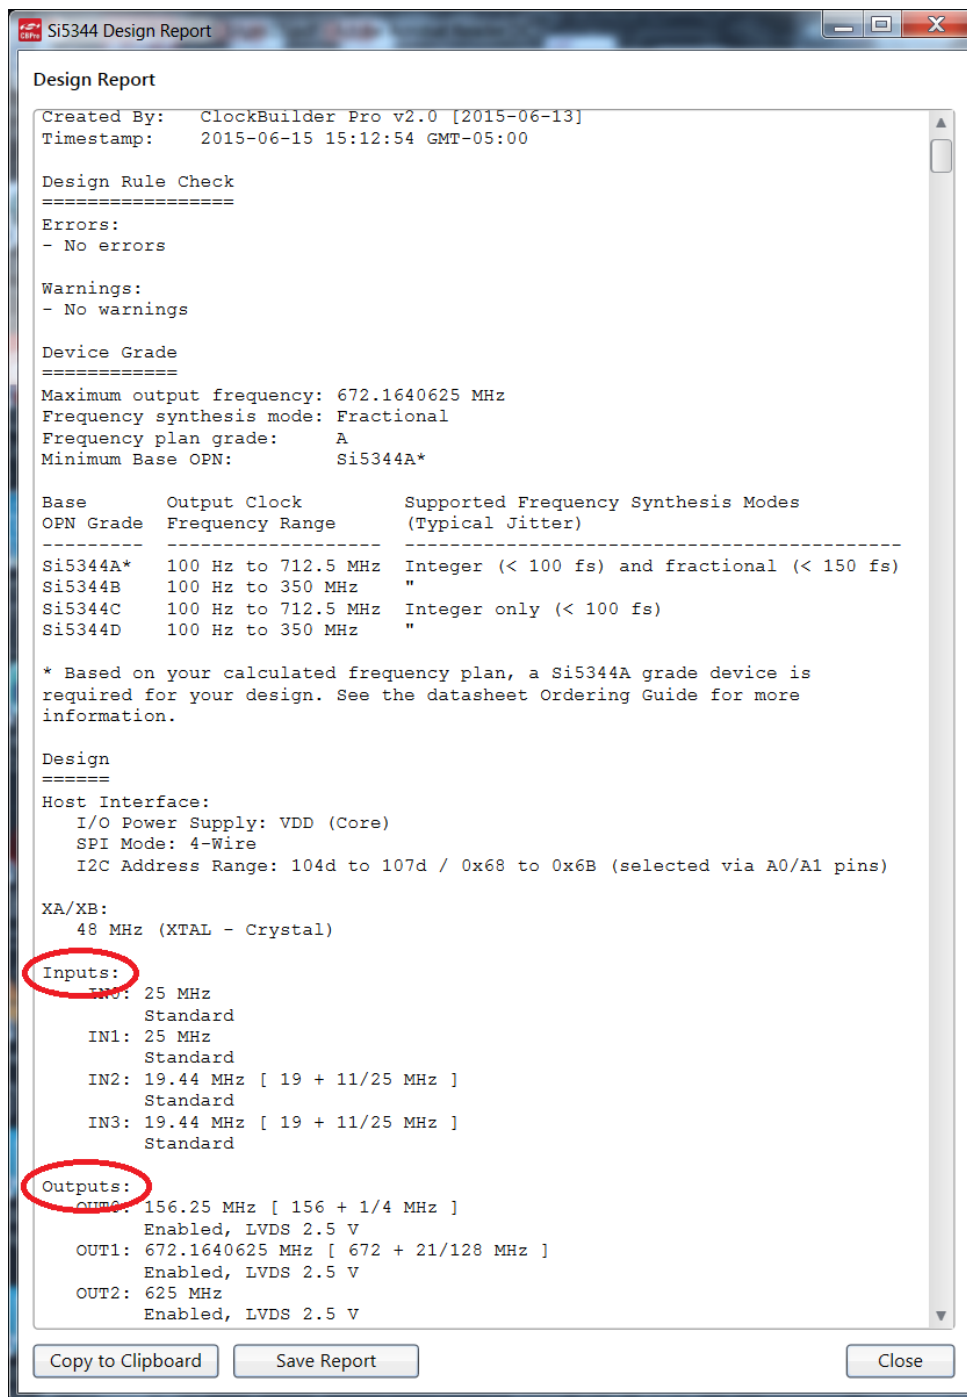 Si5344 Design Report
Design Report
Created By:   ClockBuilder Pro v2.0 [2015-06-13]
Timestamp:    2015-06-15 15:12:54 GMT-05:00
Design Rule Check
=================
Errors:
- No errors
Warnings:
- No warnings
Device Grade
============
Maximum output frequency: 672.1640625 MHz
Frequency synthesis mode: Fractional
Frequency plan grade:     A
Minimum Base OPN:         Si5344A*
Base       Output Clock         Supported Frequency Synthesis Modes
OPN Grade  Frequency Range      (Typical Jitter)
---------  -------------------  --------------------------------------------
Si5344A*   100 Hz to 712.5 MHz  Integer (< 100 fs) and fractional (< 150 fs)
Si5344B    100 Hz to 350 MHz    "
Si5344C    100 Hz to 712.5 MHz  Integer only (< 100 fs)
Si5344D    100 Hz to 350 MHz    "
* Based on your calculated frequency plan, a Si5344A grade device is
required for your design. See the datasheet Ordering Guide for more
information.
Design
======
Host Interface:
   I/O Power Supply: VDD (Core)
   SPI Mode: 4-Wire
   I2C Address Range: 104d to 107d / 0x68 to 0x6B (selected via A0/A1 pins)
XA/XB:
   48 MHz (XTAL - Crystal)
Inputs:
    IN0: 25 MHz
         Standard
    IN1: 25 MHz
         Standard
    IN2: 19.44 MHz [ 19 + 11/25 MHz ]
         Standard
    IN3: 19.44 MHz [ 19 + 11/25 MHz ]
         Standard
Outputs:
   OUT0: 156.25 MHz [ 156 + 1/4 MHz ]
         Enabled, LVDS 2.5 V
   OUT1: 672.1640625 MHz [ 672 + 21/128 MHz ]
         Enabled, LVDS 2.5 V
   OUT2: 625 MHz
         Enabled, LVDS 2.5 V
Copy to Clipboard Save Report Close